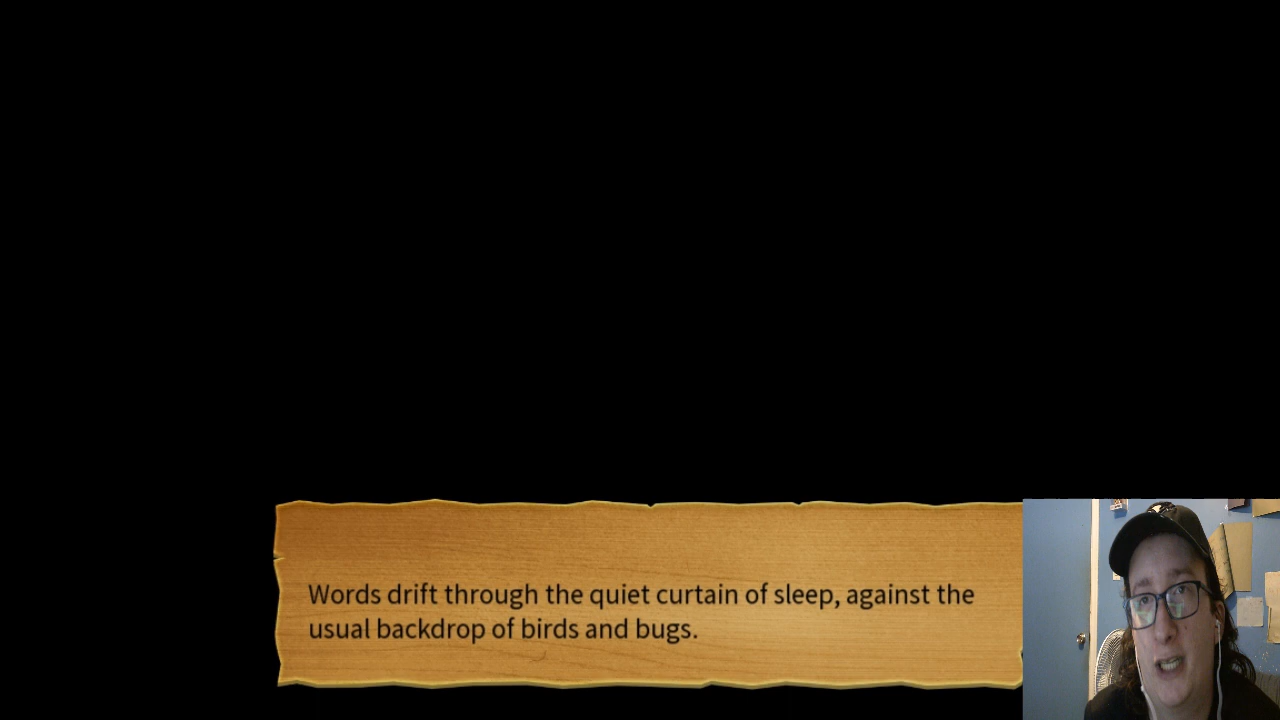 Words drift through the quiet curtain of sleep, against the
usual backdrop of birds and bugs.